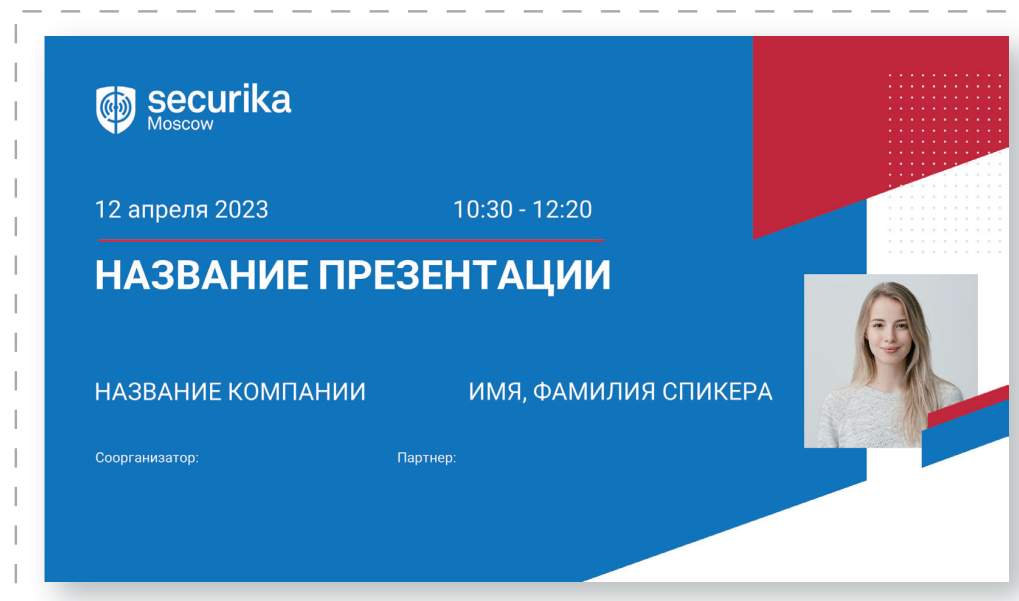 securika
Moscow
12 апреля 2023 10:30 - 12:20
НАЗВАНИЕ ПРЕЗЕНТАЦИИ
НАЗВАНИЕ КОМПАНИИ ИМЯ, ФАМИЛИЯ СПИКЕРА
Соорганизатор: Партнер: